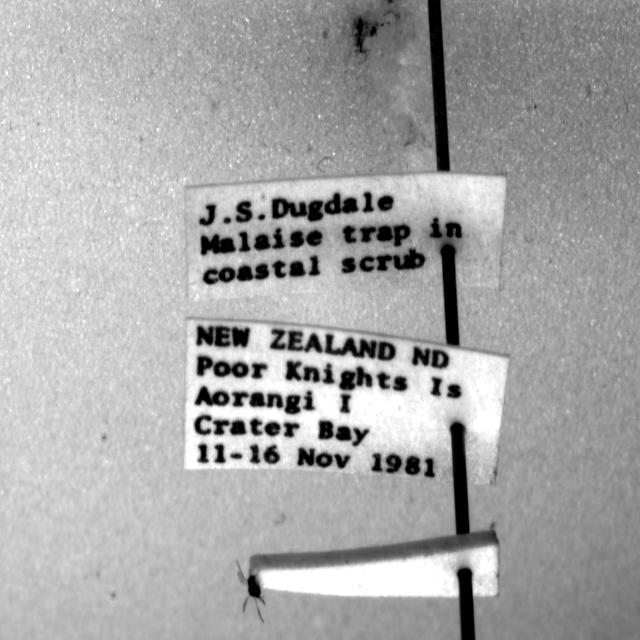 J.S.Dugdale
Malaise trap in
coastal scrub
NEW ZEALAND ND
Poor Knights Is
Aorangi I
Crater Bay
11-16 Nov 1981